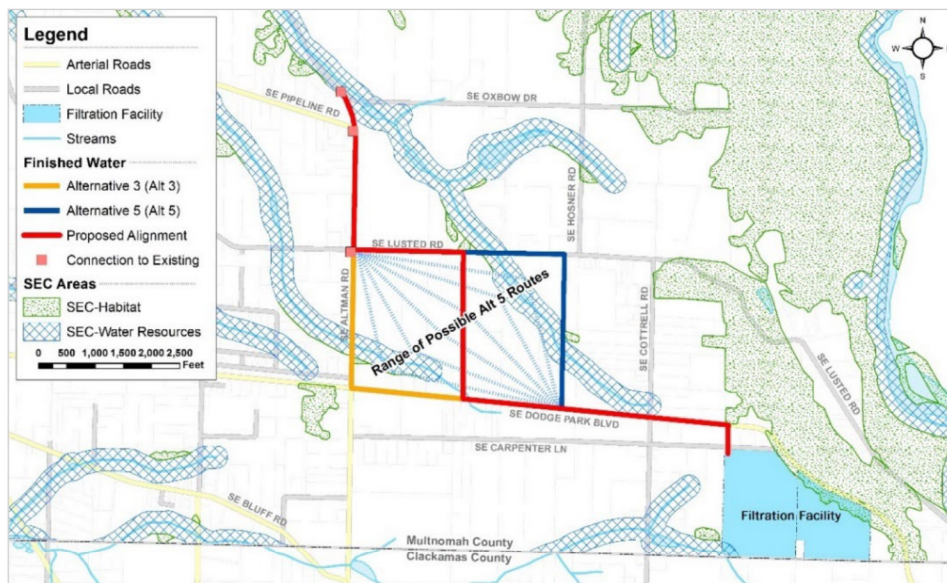 Legend
Arterial Roads
Local Roads
Filtration Facility
Streams
Finished Water
Alternative 3 (Alt 3)
Alternative 5 (Alt 5)
Proposed Alignment
Connection to Existing
SEC Areas
SEC-Habitat
SEC-Water Resources
0 500 1,000 1,500 2,000 2,500
Feet
N
W
E
S
SE PIPELINE RD
SE OXBOW DR
SE HOSNER RD
SE LUSTED RD
SE ALTMAN RD
Range of Possible Alt 5 Routes
SE COTTRELL RD
SE LUSTED RD
SE DODGE PARK BLVD
SE CARPENTER LN
SE BLUFF RD
Filtration Facility
Multnomah County
Clackamas County